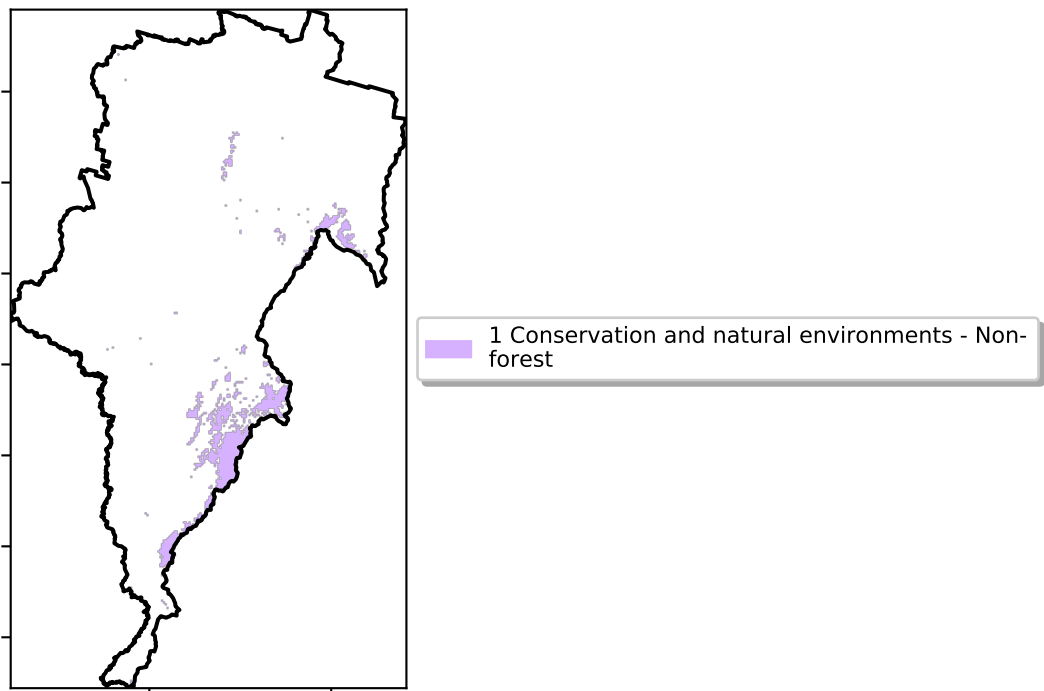 1 Conservation and natural environments - Non-
forest